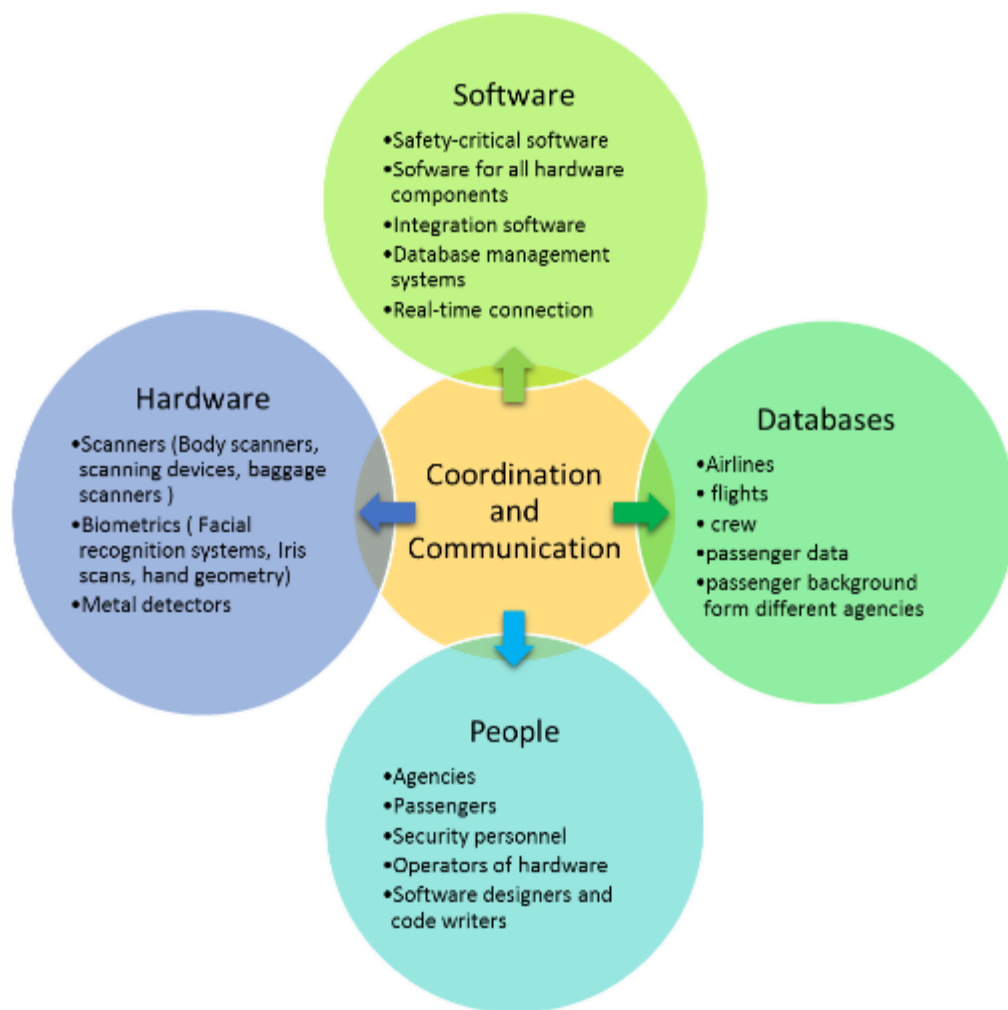 Software
•Safety-critical software
•Sofware for all hardware
components
•Integration software
•Database management
systems
•Real-time connection
Hardware
•Scanners (Body scanners,
scanning devices, baggage
scanners )
•Biometrics ( Facial
recognition systems, Iris
scans, hand geometry)
•Metal detectors
Coordination
and
Communication
Databases
•Airlines
• flights
• crew
•passenger data
•passenger background
form different agencies
People
•Agencies
•Passengers
•Security personnel
•Operators of hardware
•Software designers and
code writers